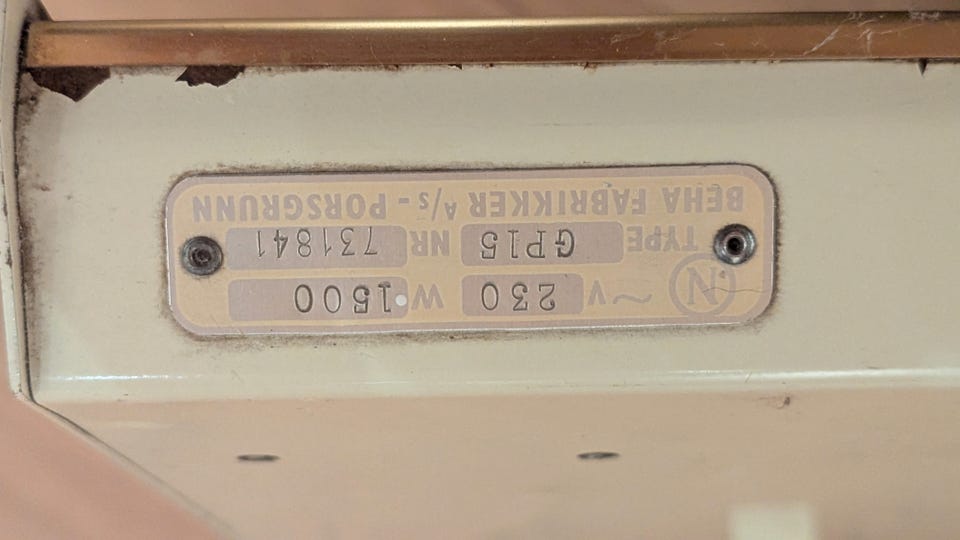 BEHA FABRIKKER A/S - PORSGRUNN
TYPE GP15 NR 731841
N V ~ 230 W 1500